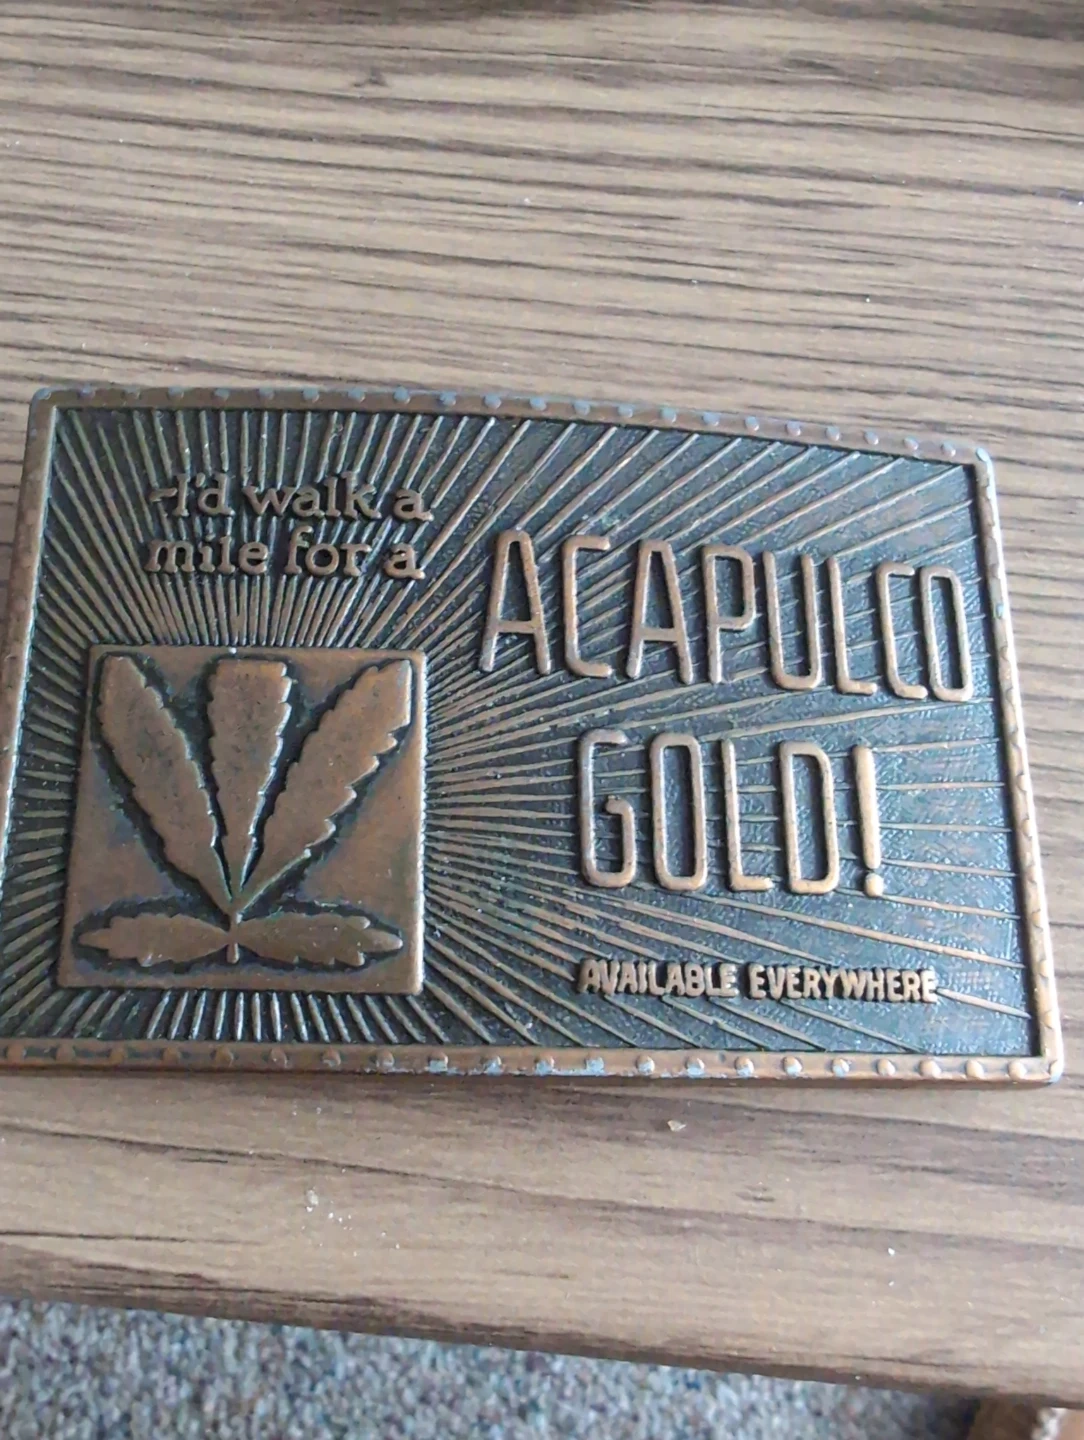 -I'd walk a
mile for a
ACAPULCO
GOLD!
AVAILABLE EVERYWHERE